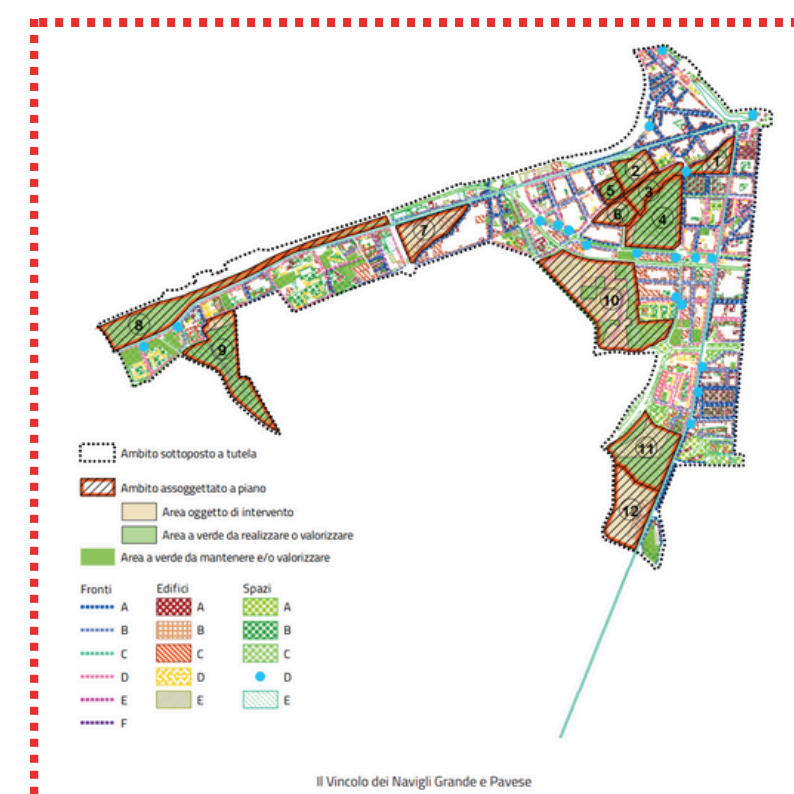 1
2
5
3
6
4
7
10
8
9
11
12
Ambito sottoposto a tutela
Ambito assoggettato a piano
Area oggetto di intervento
Area a verde da realizzare o valorizzare
Area a verde da mantenere e/o valorizzare
Fronti Edifici Spazi
A A A
B B B
C C C
D D D
E E E
F
Il Vincolo dei Navigli Grande e Pavese